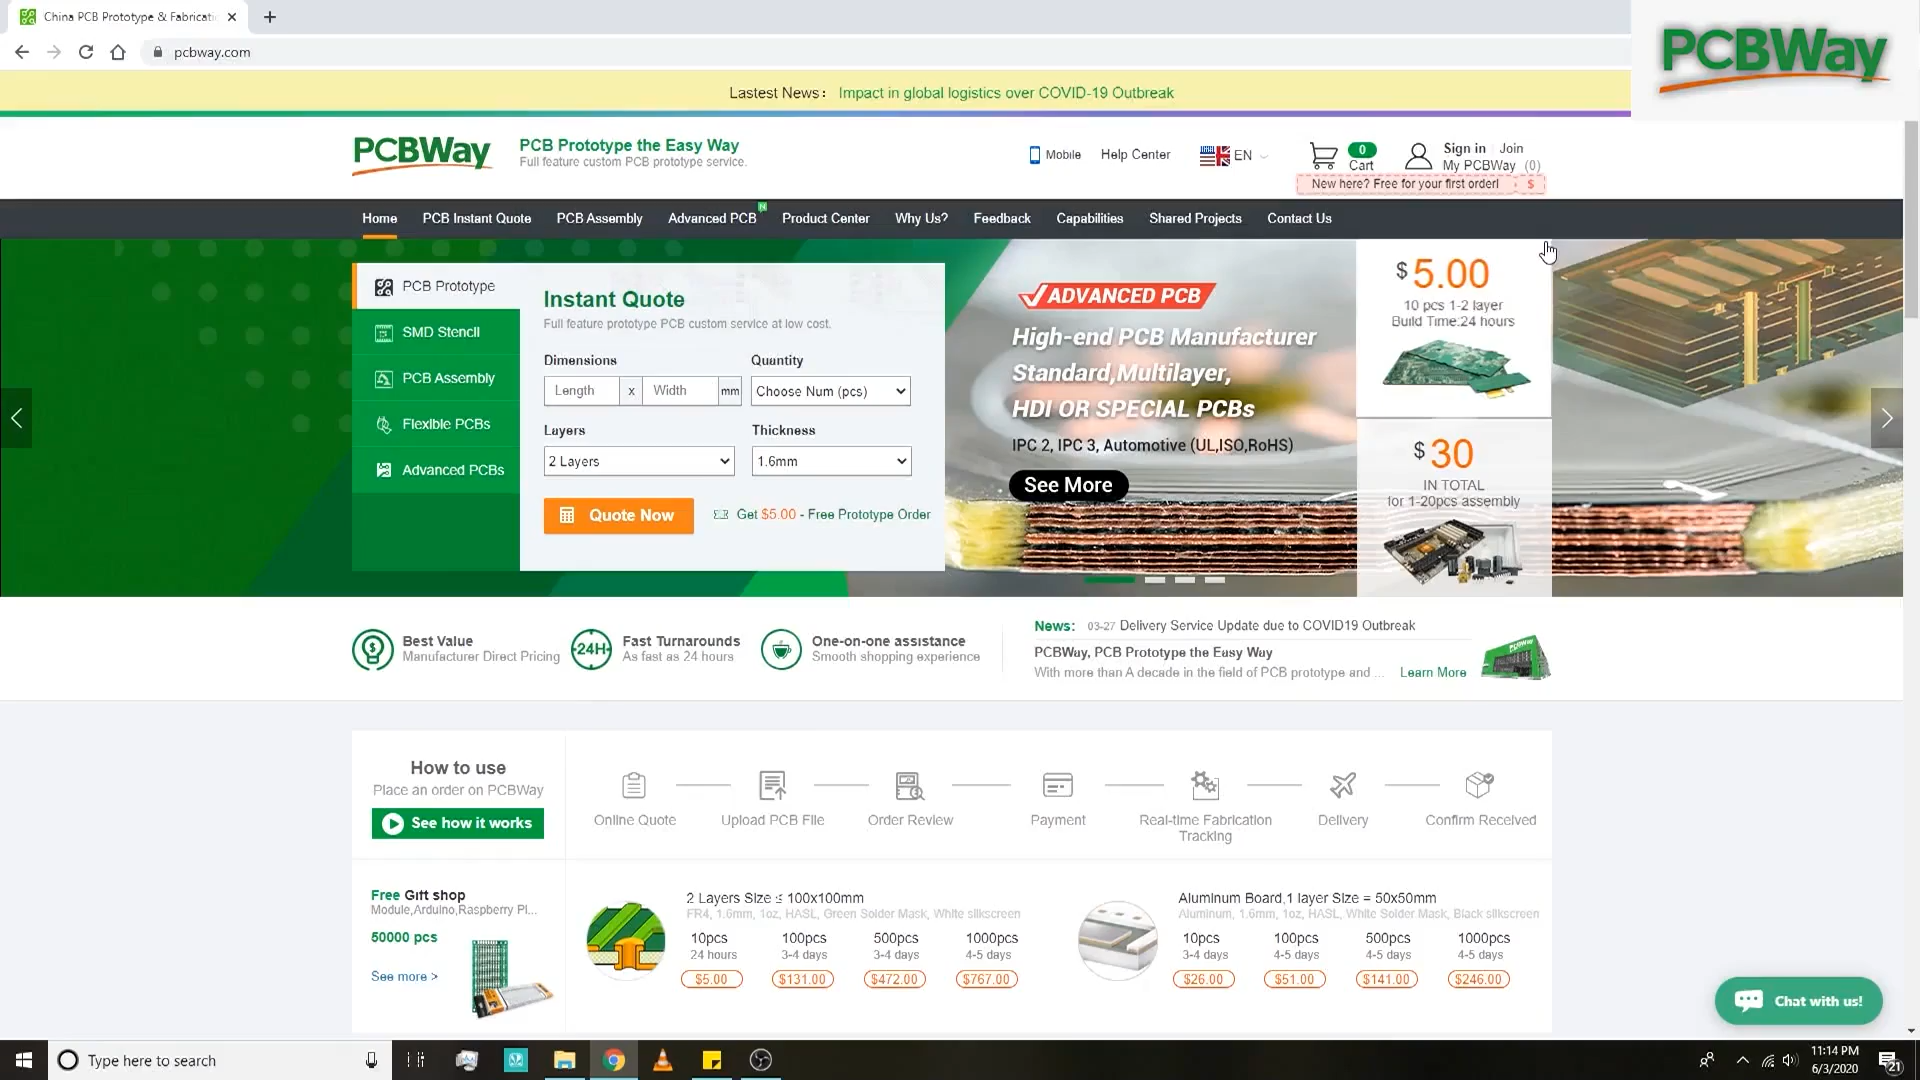 China PCB Prototype & Fabricati
pcbway.com
PCBWay
Lastest News： Impact in global logistics over COVID-19 Outbreak
PCBWay
PCB Prototype the Easy Way
Full feature custom PCB prototype service.
Mobile
Help Center
EN
0
Cart
Sign in
Join
My PCBWay (0)
New here? Free for your first order! $
Home
PCB Instant Quote
PCB Assembly
Advanced PCB
N
Product Center
Why Us?
Feedback
Capabilities
Shared Projects
Contact Us
PCB Prototype
SMD Stencil
PCB Assembly
Flexible PCBs
Advanced PCBs
Instant Quote
Full feature prototype PCB custom service at low cost.
Dimensions
Quantity
Length x Width mm
Choose Num (pcs)
Layers
Thickness
2 Layers
1.6mm
Quote Now
Get $5.00 - Free Prototype Order
ADVANCED PCB
High-end PCB Manufacturer
Standard,Multilayer,
HDI OR SPECIAL PCBs
IPC 2, IPC 3, Automotive (UL,ISO,RoHS)
See More
$ 5.00
10 pcs 1-2 layer
Build Time:24 hours
$ 30
IN TOTAL
for 1-20pcs assembly
Best Value
Manufacturer Direct Pricing
24H
Fast Turnarounds
As fast as 24 hours
One-on-one assistance
Smooth shopping experience
News: 03-27 Delivery Service Update due to COVID19 Outbreak
PCBWay, PCB Prototype the Easy Way
With more than A decade in the field of PCB prototype and ... Learn More
How to use
Place an order on PCBWay
See how it works
Online Quote
Upload PCB File
Order Review
Payment
Real-time Fabrication
Tracking
Delivery
Confirm Received
Free Gift shop
Module,Arduino,Raspberry Pi...
50000 pcs
See more >
2 Layers Size ≤ 100x100mm
FR4, 1.6mm, 1oz, HASL, Green Solder Mask, White silkscreen
10pcs 100pcs 500pcs 1000pcs
24 hours 3-4 days 3-4 days 4-5 days
$5.00 $131.00 $472.00 $767.00
Aluminum Board,1 layer Size = 50x50mm
Aluminum, 1.6mm, 1oz, HASL, White Solder Mask, Black silkscreen
10pcs 100pcs 500pcs 1000pcs
3-4 days 4-5 days 4-5 days 4-5 days
$26.00 $51.00 $141.00 $246.00
Chat with us!
Type here to search
11:14 PM
6/3/2020
21